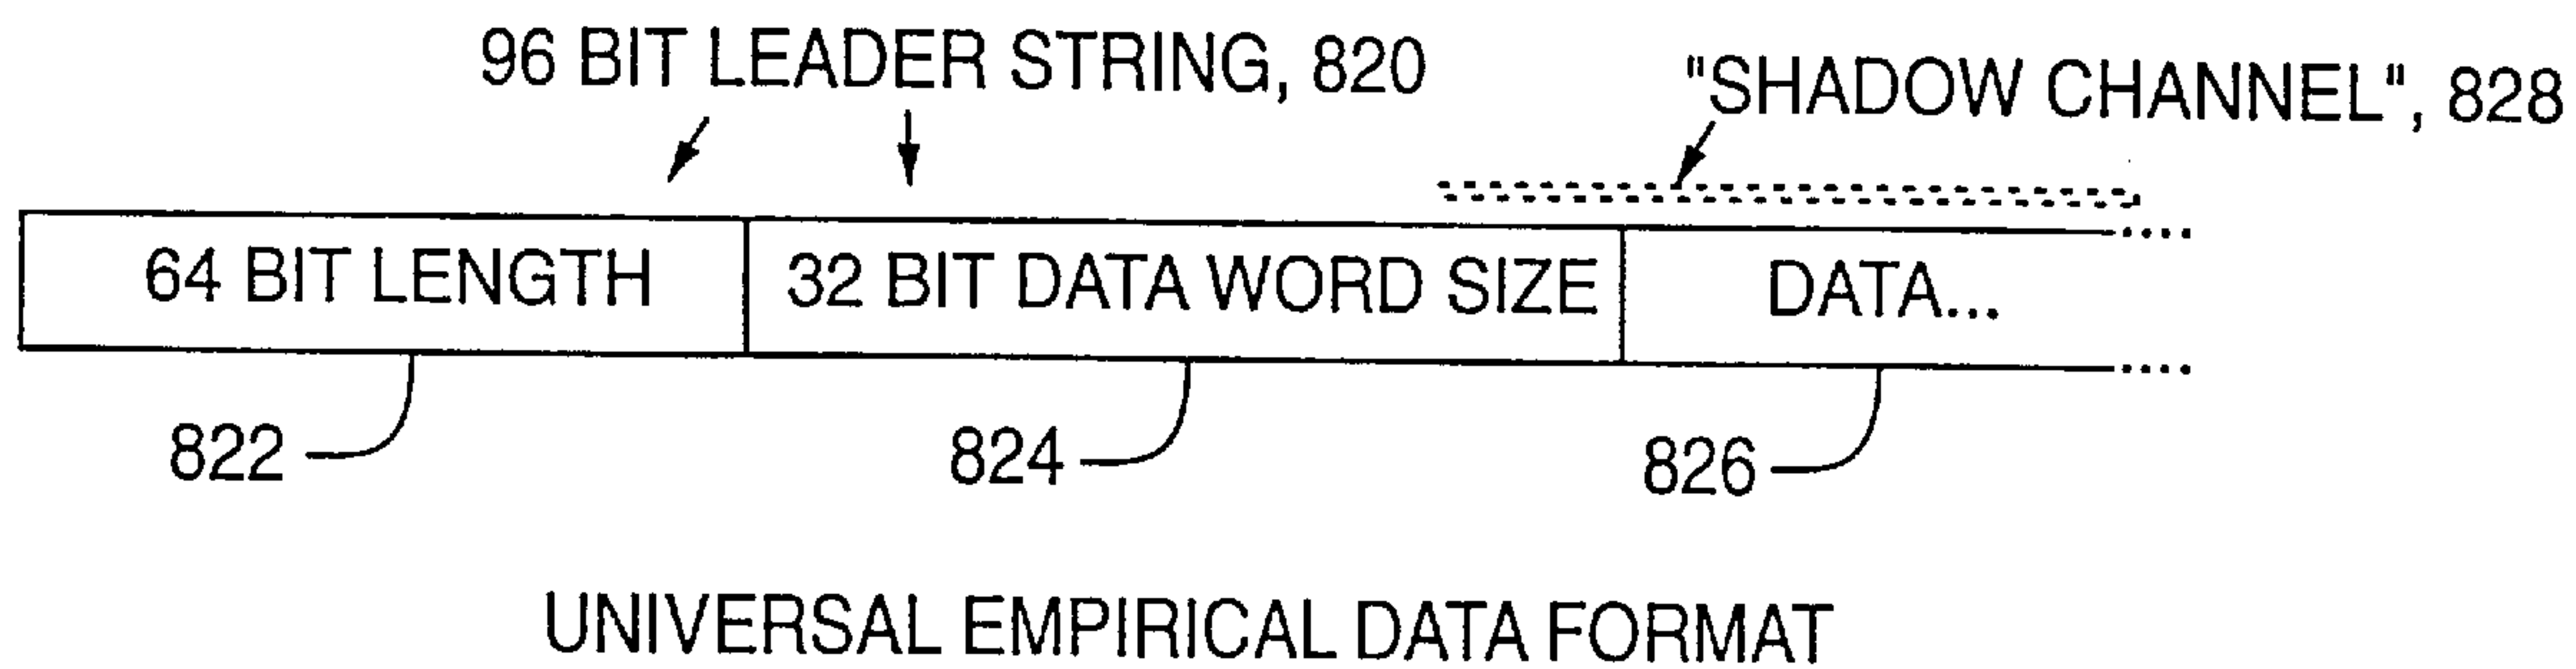 96 BIT LEADER STRING, 820
"SHADOW CHANNEL", 828
64 BIT LENGTH
32 BIT DATA WORD SIZE
DATA...
822
824
826
UNIVERSAL EMPIRICAL DATA FORMAT